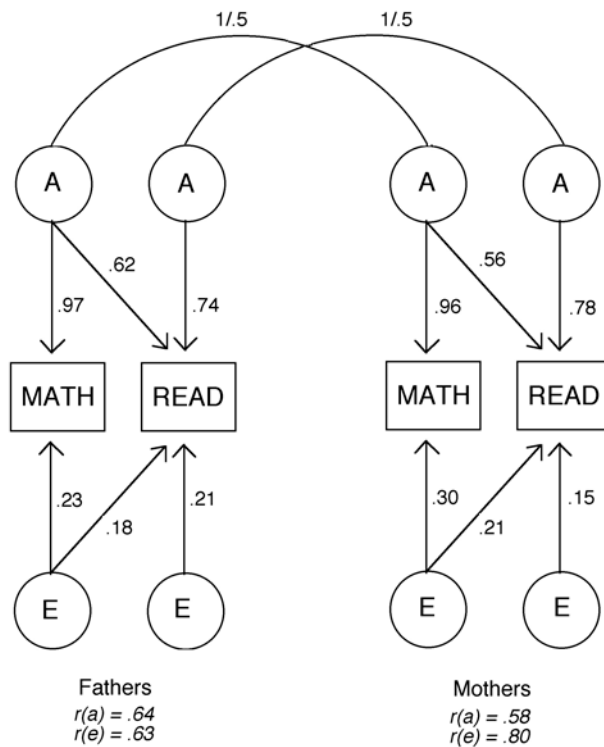 1/.5 1/.5
A A A A
.62 .56
.97 .74 .96 .78
MATH READ MATH READ
.23 .21 .30 .15
.18 .21
E E E E
Fathers Mothers
r(a) = .64 r(a) = .58
r(e) = .63 r(e) = .80